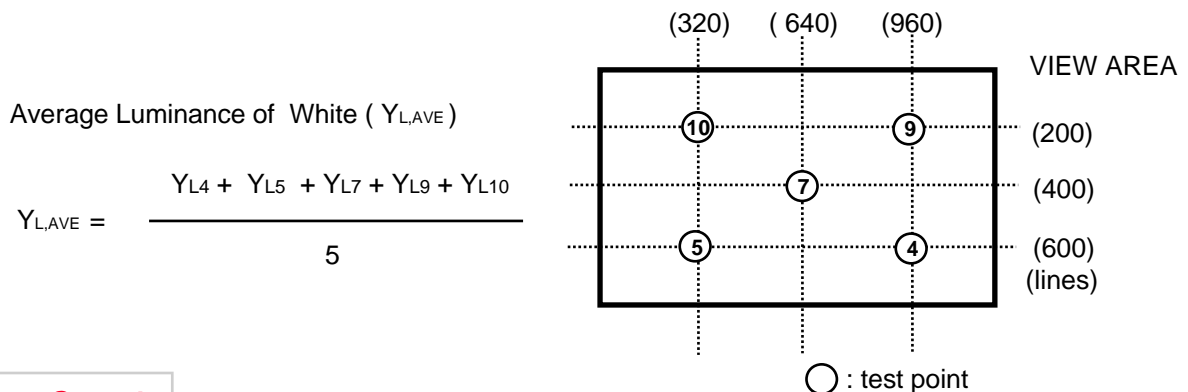 (320) ( 640) (960)
VIEW AREA
Average Luminance of White ( YL,AVE )
10 9 (200)
YL4 + YL5 + YL7 + YL9 + YL10
7 (400)
YL,AVE =
5
5 4 (600)
(lines)
: test point